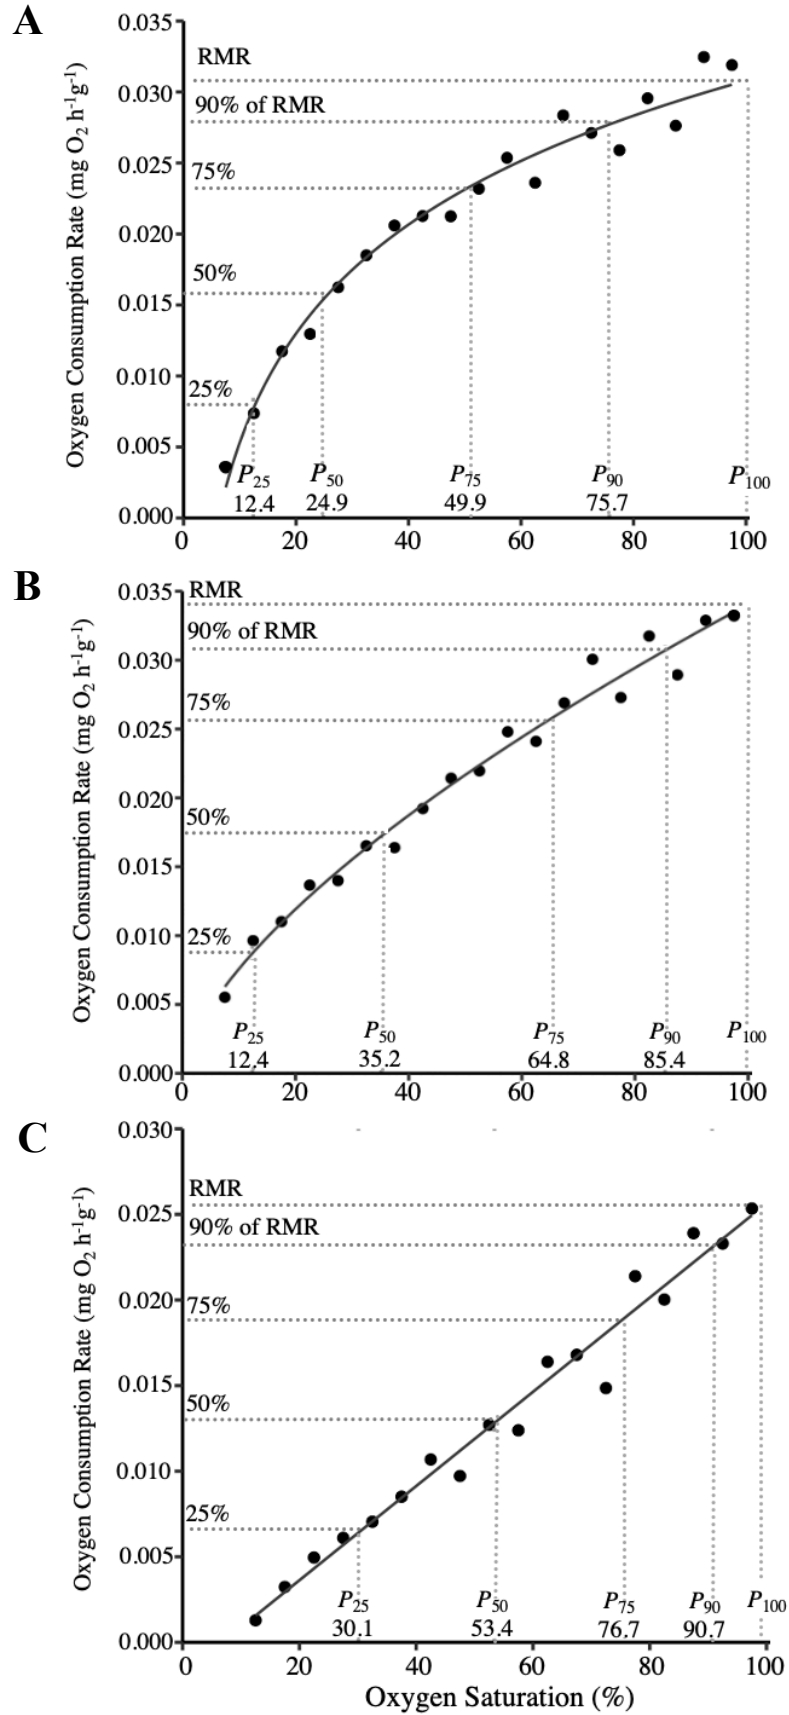 A
0.035
RMR
0.030
90% of RMR
0.025
75%
0.020
50%
0.015
0.010
25%
0.005
P25 P50 P75 P90 P100
12.4 24.9 49.9 75.7
0.000
0 20 40 60 80 100
Oxygen Consumption Rate (mg O2 h-1g-1)
B
0.035
RMR
90% of RMR
0.030
75%
0.025
0.020
50%
0.015
0.010
25%
0.005
P25 P50 P75 P90 P100
12.4 35.2 64.8 85.4
0.000
0 20 40 60 80 100
Oxygen Consumption Rate (mg O2 h-1g-1)
C
0.030
RMR
0.025
90% of RMR
75%
0.020
0.015
50%
0.010
25%
0.005
P25 P50 P75 P90 P100
30.1 53.4 76.7 90.7
0.000
0 20 40 60 80 100
Oxygen Consumption Rate (mg O2 h-1g-1)
Oxygen Saturation (%)